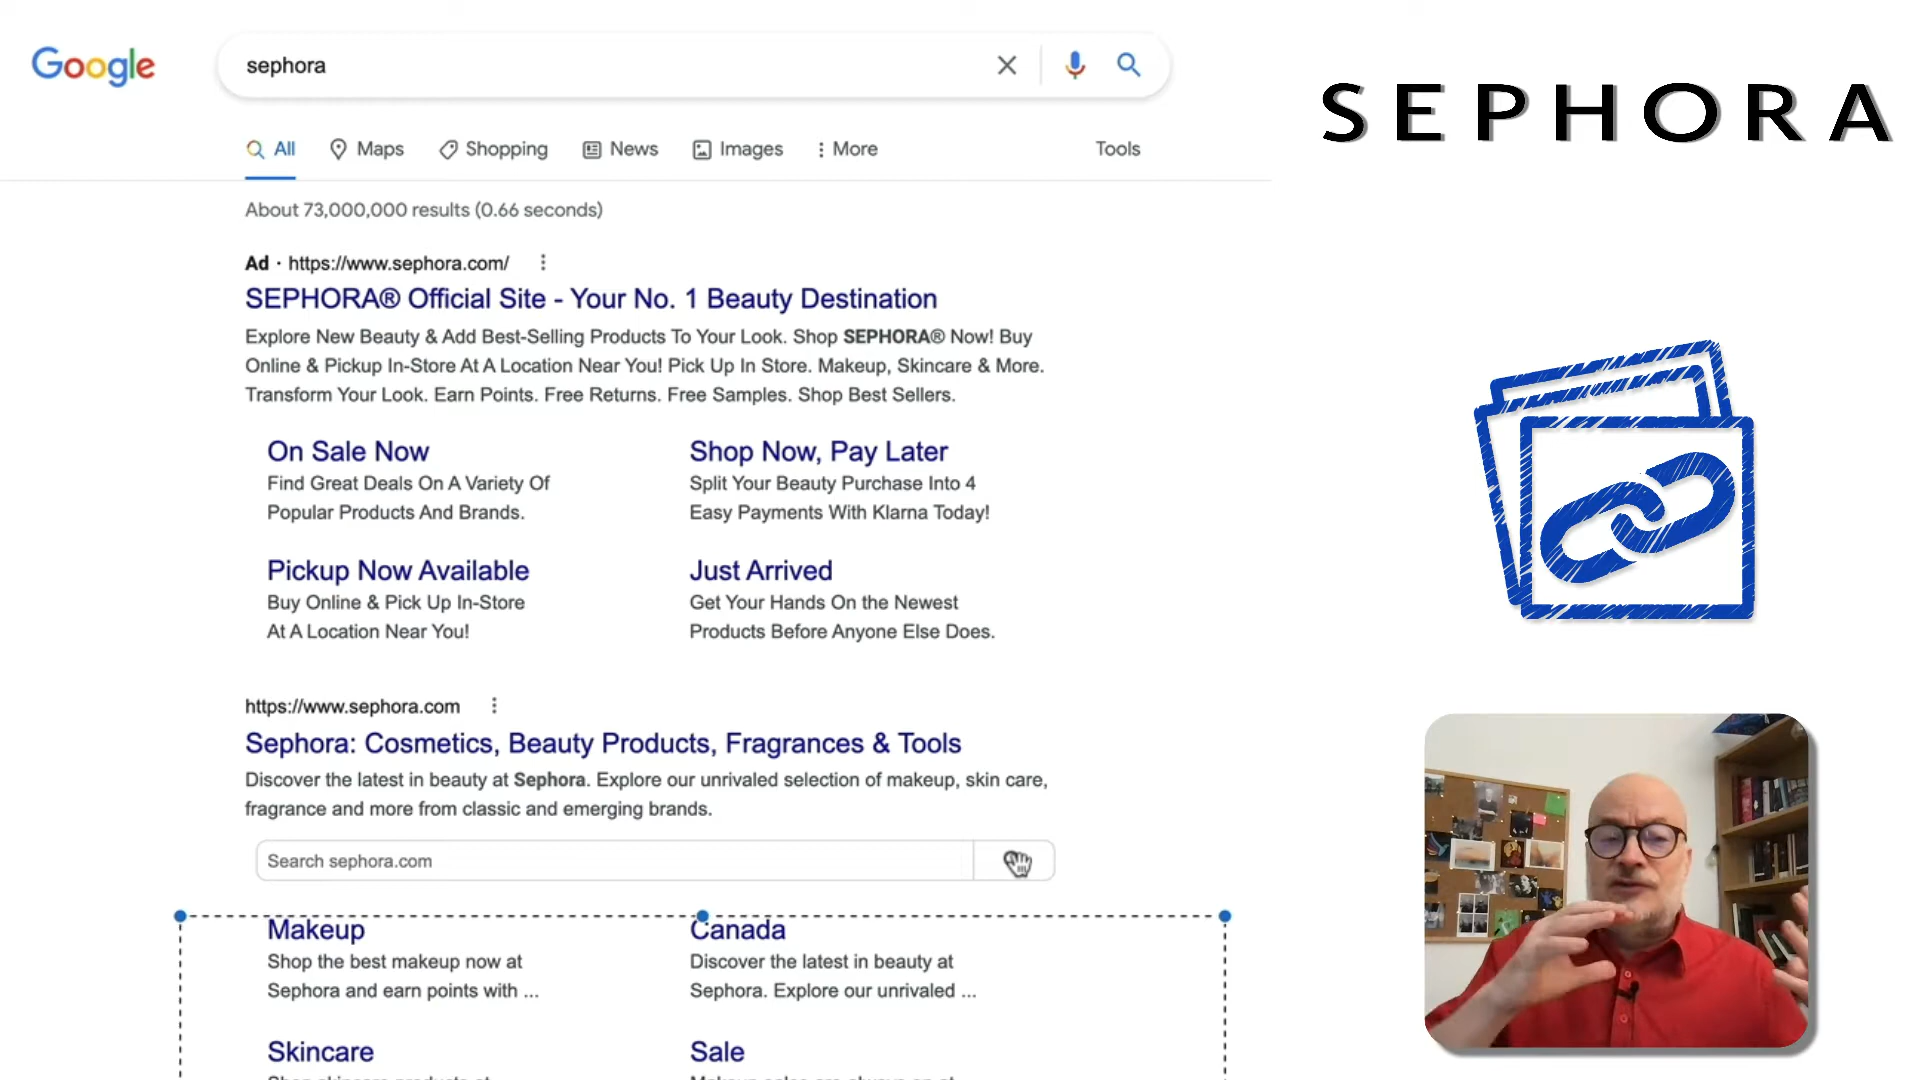 Google
sephora
All
Maps
Shopping
News
Images
More
Tools
About 73,000,000 results (0.66 seconds)
Ad · https://www.sephora.com/
SEPHORA® Official Site - Your No. 1 Beauty Destination
Explore New Beauty & Add Best-Selling Products To Your Look. Shop SEPHORA® Now! Buy
Online & Pickup In-Store At A Location Near You! Pick Up In Store. Makeup, Skincare & More.
Transform Your Look. Earn Points. Free Returns. Free Samples. Shop Best Sellers.
On Sale Now
Find Great Deals On A Variety Of
Popular Products And Brands.
Shop Now, Pay Later
Split Your Beauty Purchase Into 4
Easy Payments With Klarna Today!
Pickup Now Available
Buy Online & Pick Up In-Store
At A Location Near You!
Just Arrived
Get Your Hands On the Newest
Products Before Anyone Else Does.
https://www.sephora.com
Sephora: Cosmetics, Beauty Products, Fragrances & Tools
Discover the latest in beauty at Sephora. Explore our unrivaled selection of makeup, skin care,
fragrance and more from classic and emerging brands.
Search sephora.com
Makeup
Shop the best makeup now at
Sephora and earn points with ...
Canada
Discover the latest in beauty at
Sephora. Explore our unrivaled ...
Skincare
Sale
SEPHORA